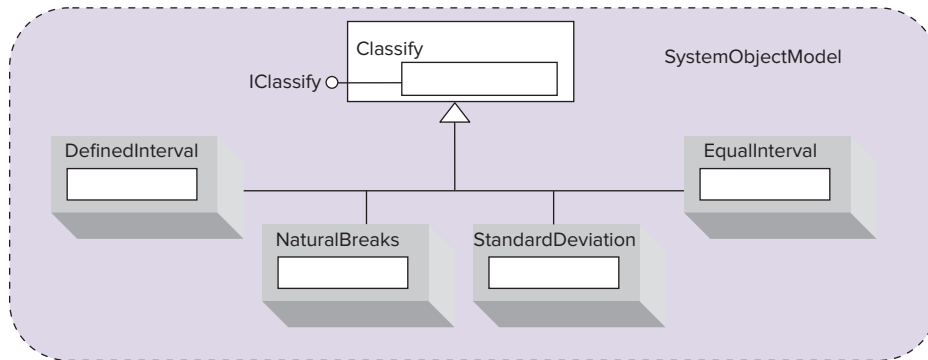 Classify
SystemObjectModel
IClassify
DefinedInterval
EqualInterval
NaturalBreaks
StandardDeviation